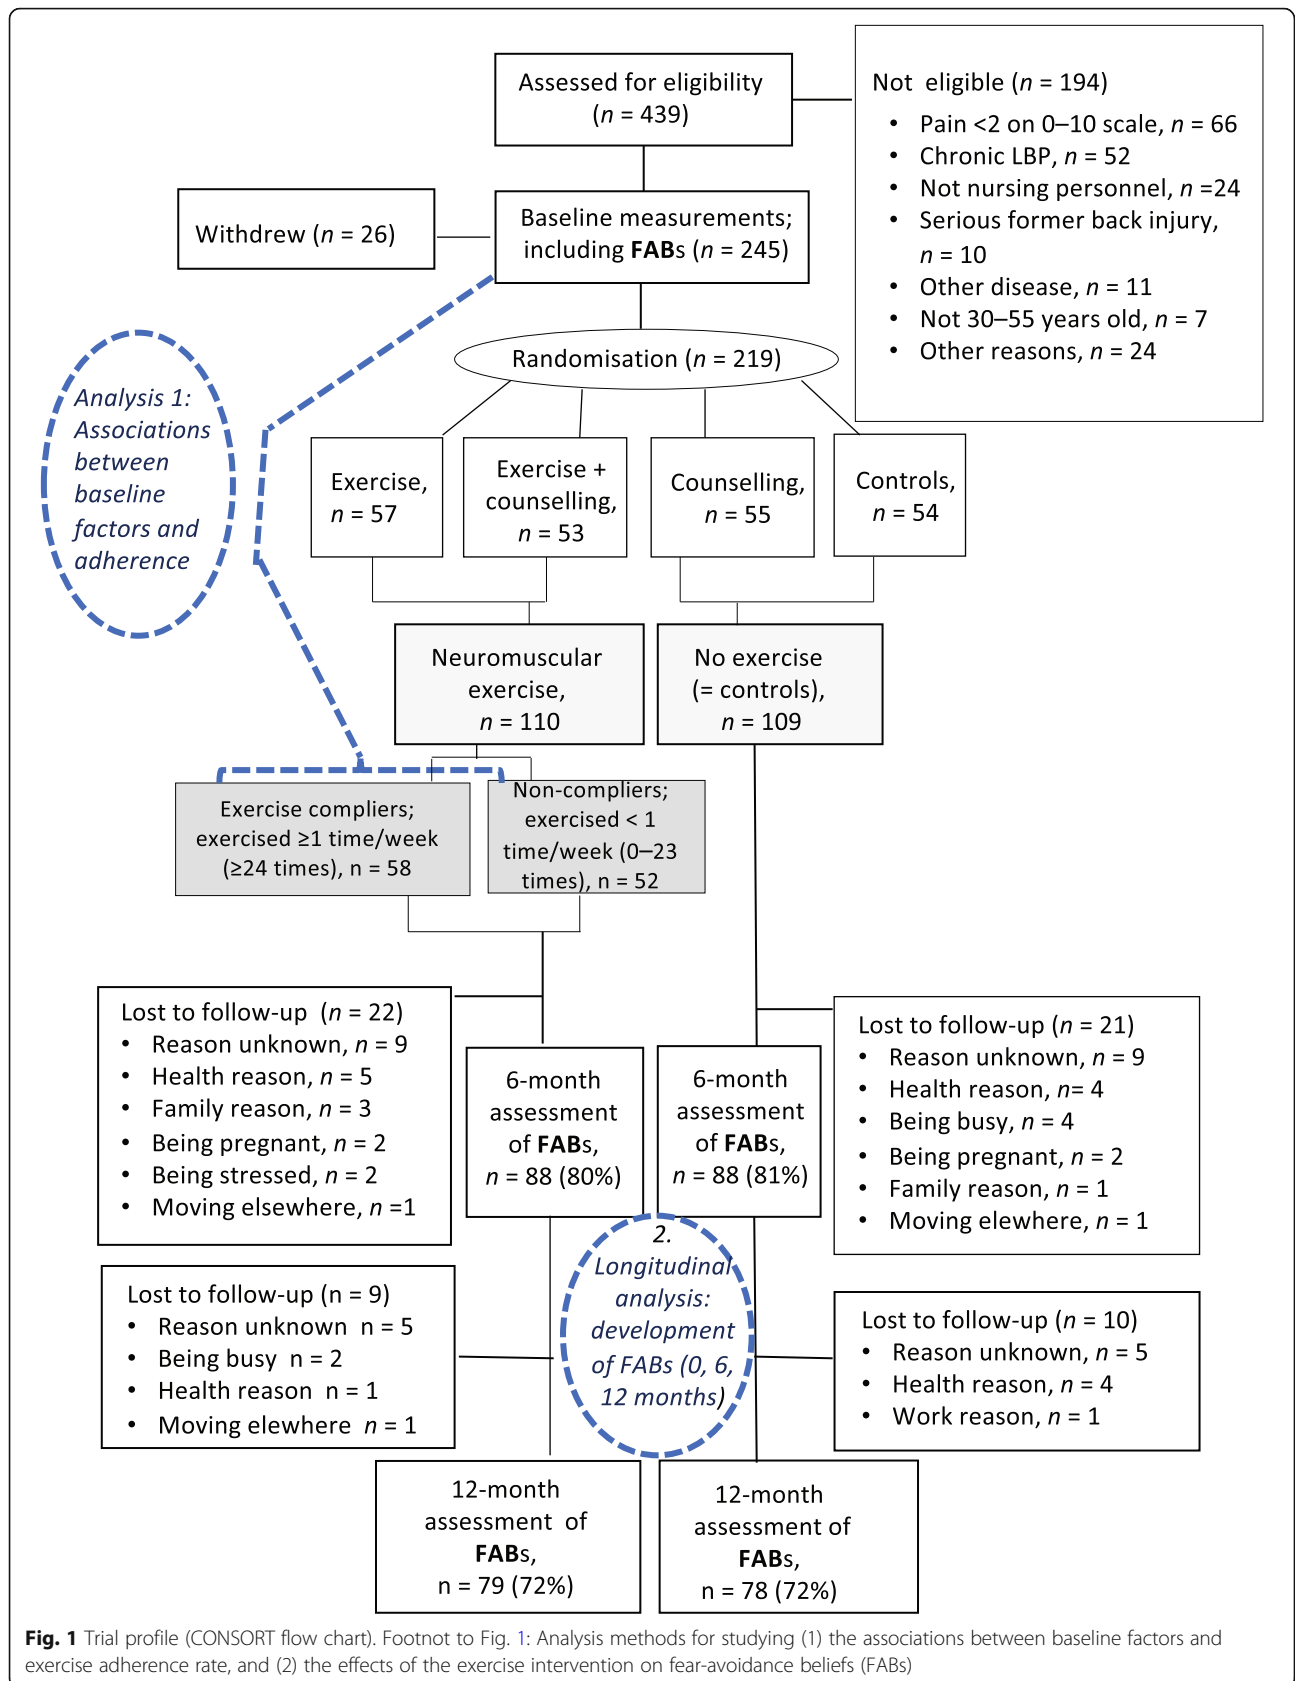 Assessed for eligibility
(n = 439)
Not  eligible (n = 194)
• Pain <2 on 0–10 scale, n = 66
• Chronic LBP, n = 52
• Not nursing personnel, n =24
• Serious former back injury,
n = 10
• Other disease, n = 11
• Not 30–55 years old, n = 7
• Other reasons, n = 24
Withdrew (n = 26)
Baseline measurements;
including FABs (n = 245)
Randomisation (n = 219)
Analysis 1:
Associations
between
baseline
factors and
adherence
Exercise,
n = 57
Exercise +
counselling,
n = 53
Counselling,
n = 55
Controls,
n = 54
Neuromuscular
exercise,
n = 110
No exercise
(= controls),
n = 109
Exercise compliers;
exercised ≥1 time/week
(≥24 times), n = 58
Non-compliers;
exercised < 1
time/week (0–23
times), n = 52
Lost to follow-up  (n = 22)
• Reason unknown, n = 9
• Health reason, n = 5
• Family reason, n = 3
• Being pregnant, n = 2
• Being stressed, n = 2
• Moving elsewhere, n =1
6-month
assessment
of FABs,
n = 88 (80%)
6-month
assessment
of FABs,
n = 88 (81%)
Lost to follow-up (n = 21)
• Reason unknown, n = 9
• Health reason, n= 4
• Being busy, n = 4
• Being pregnant, n = 2
• Family reason, n = 1
• Moving elewhere, n = 1
2.
Longitudinal
analysis:
development
of FABs (0, 6,
12 months)
Lost to follow-up (n = 9)
• Reason unknown  n = 5
• Being busy  n = 2
• Health reason  n = 1
• Moving elewhere  n = 1
Lost to follow-up (n = 10)
• Reason unknown, n = 5
• Health reason, n = 4
• Work reason, n = 1
12-month
assessment  of
FABs,
n = 79 (72%)
12-month
assessment of
FABs,
n = 78 (72%)
Fig. 1 Trial profile (CONSORT flow chart). Footnot to Fig. 1: Analysis methods for studying (1) the associations between baseline factors and
exercise adherence rate, and (2) the effects of the exercise intervention on fear-avoidance beliefs (FABs)